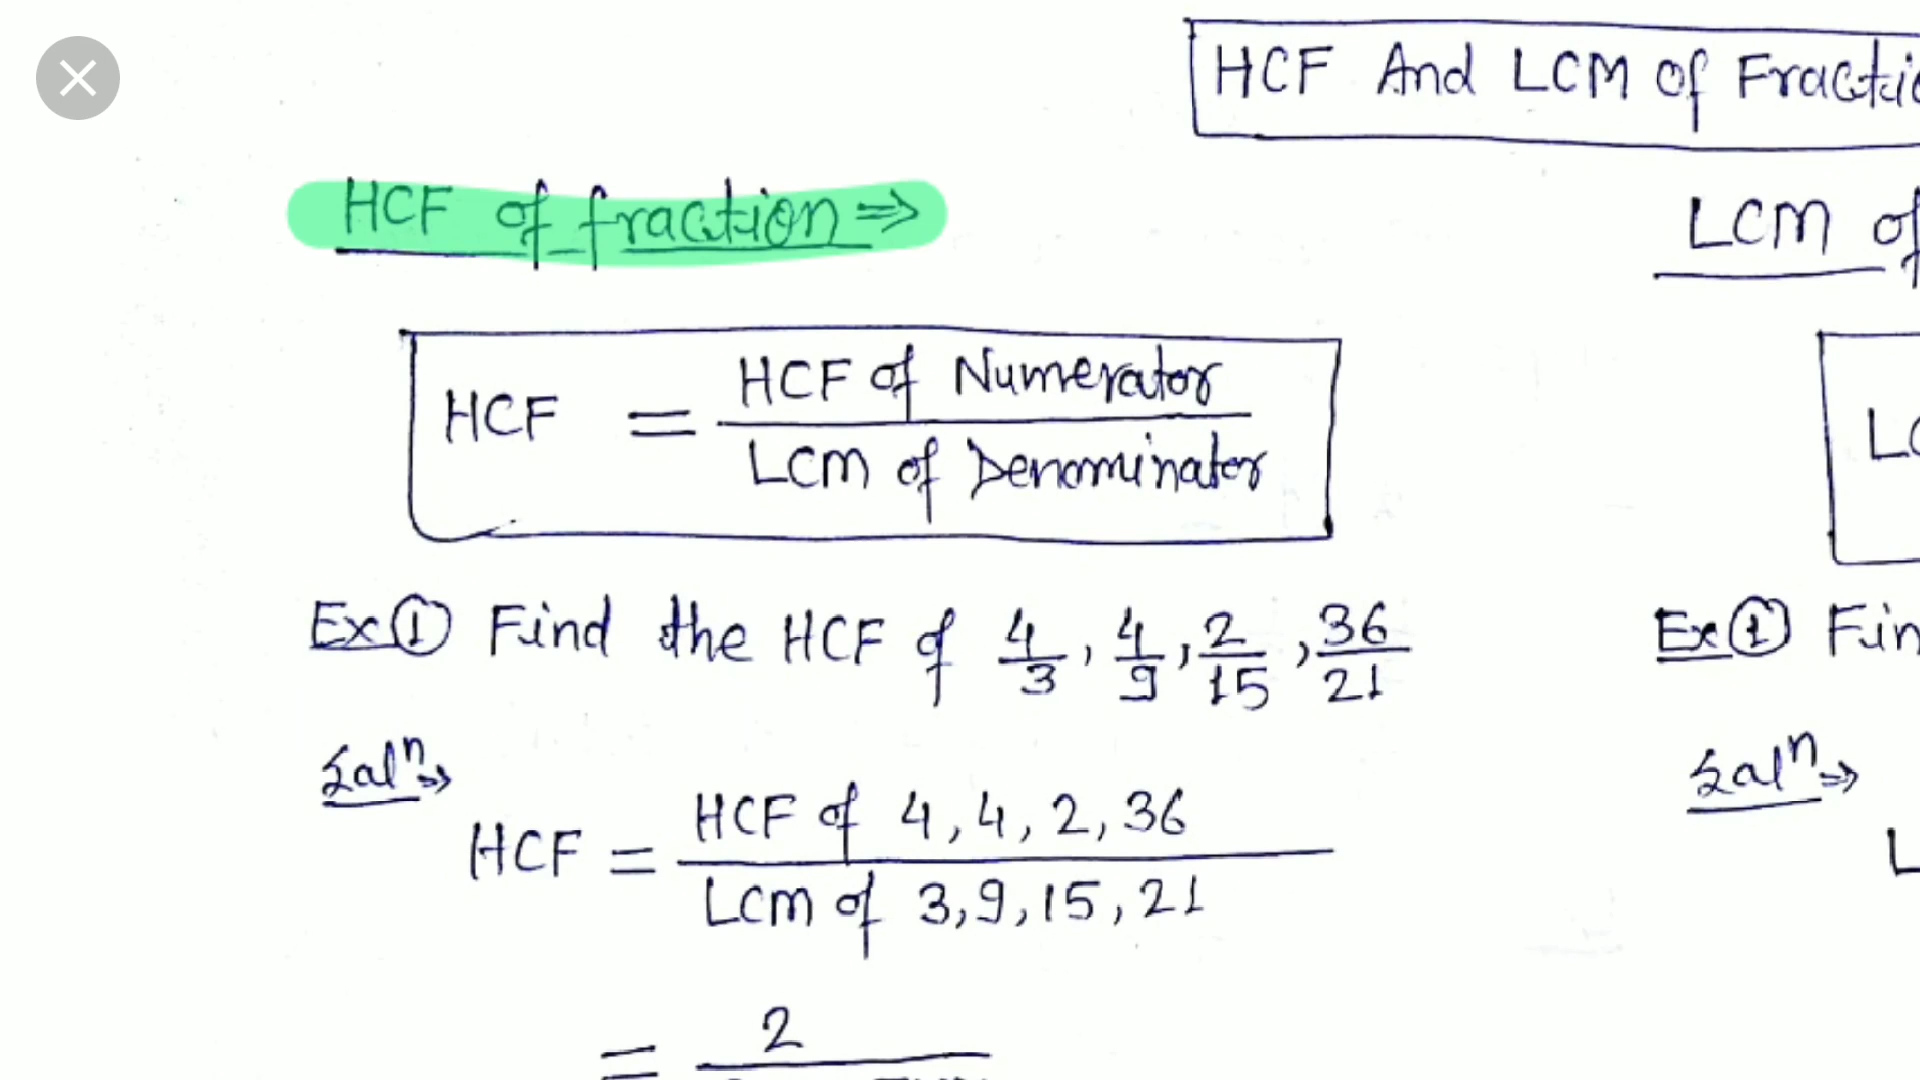 HCF And LCM of Fractio
HCF of fraction ⇒
HCF = HCF of Numerator / LCM of Denominator
Ex ① Find the HCF of 4/3, 4/9, 2/15, 36/21
Solⁿ ⇒
HCF = HCF of 4, 4, 2, 36 / LCM of 3, 9, 15, 21
= 2
LCM of
LC
Ex ① Fin
Solⁿ ⇒
L